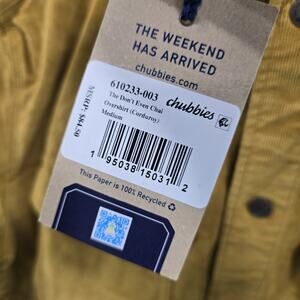 THE WEEKEND
HAS ARRIVED
chubbies.com
610233-003
The Don't Even Chai
Overshirt (Corduroy)
Medium
chubbies
MSRP: $84.50
1 95038 15031 2
This Paper is 100% Recycled